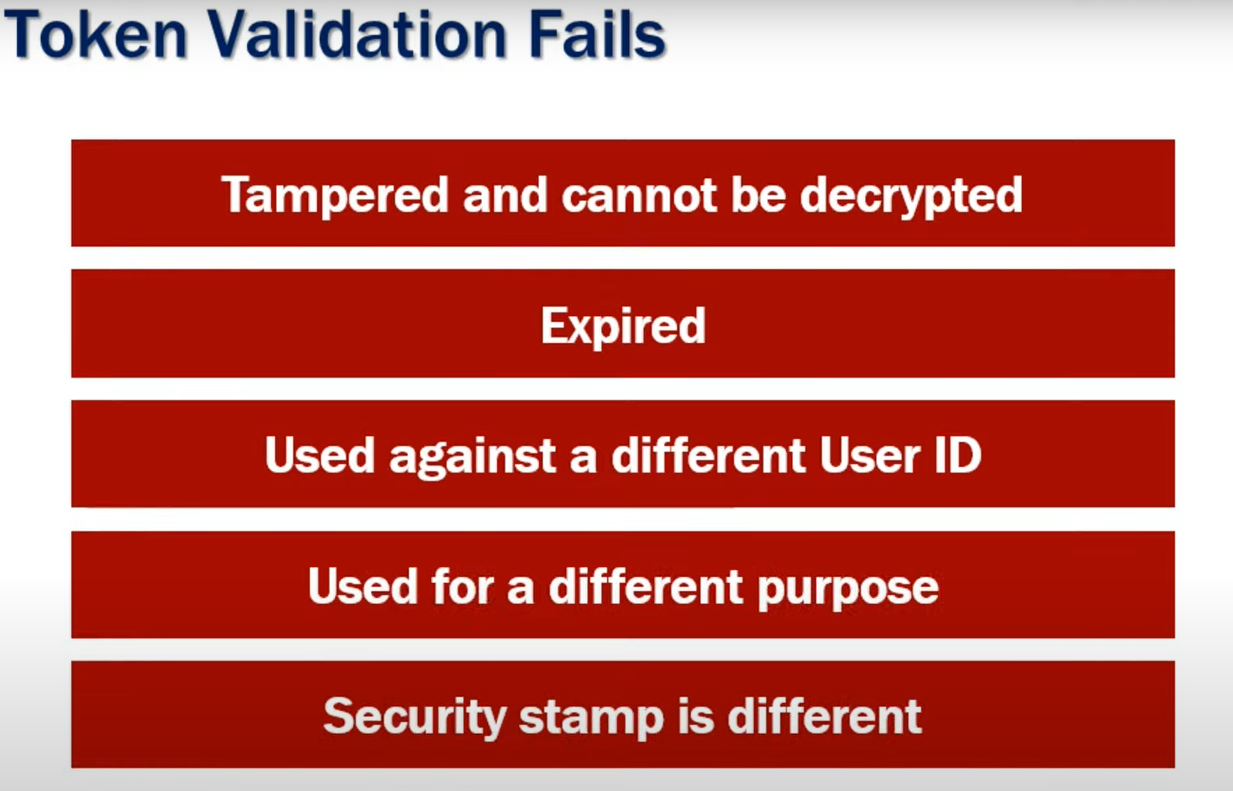 Token Validation Fails
Tampered and cannot be decrypted
Expired
Used against a different User ID
Used for a different purpose
Security stamp is different